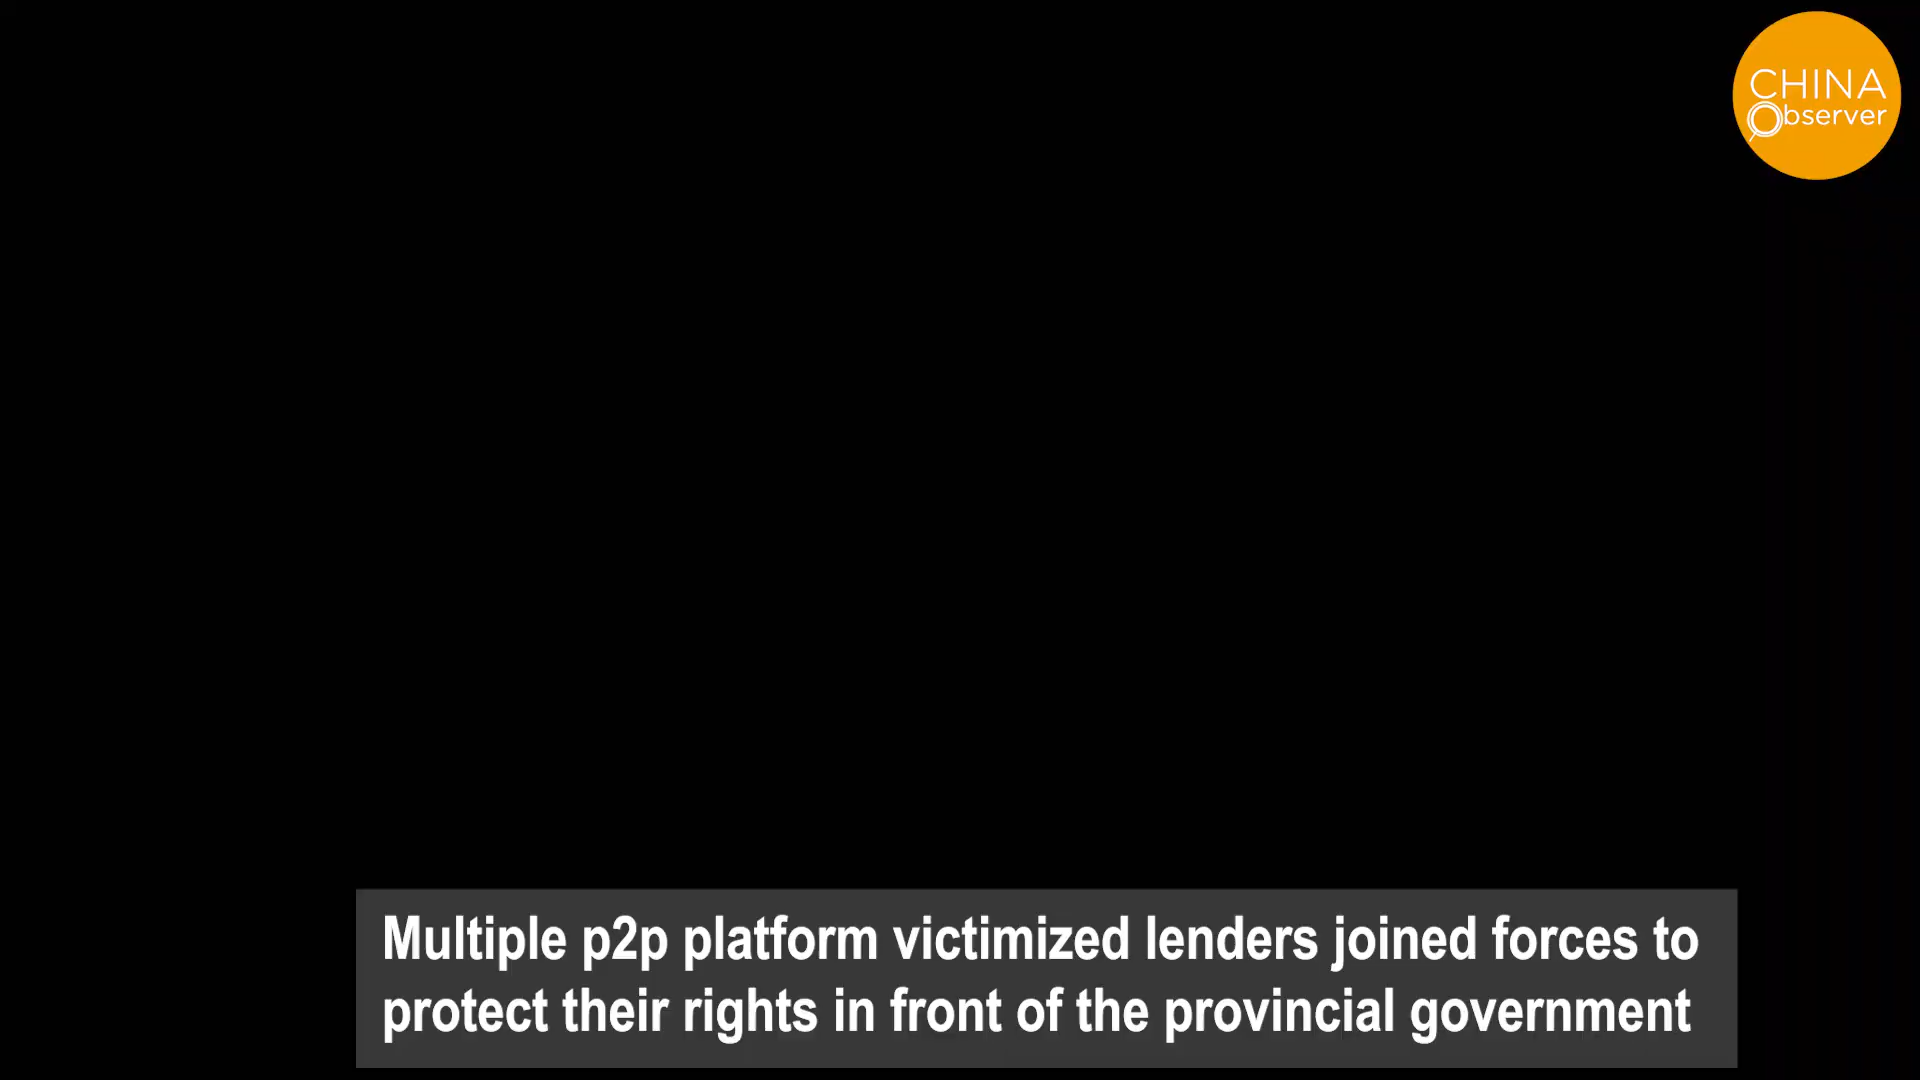 CHINA
Observer
Multiple p2p platform victimized lenders joined forces to
protect their rights in front of the provincial government